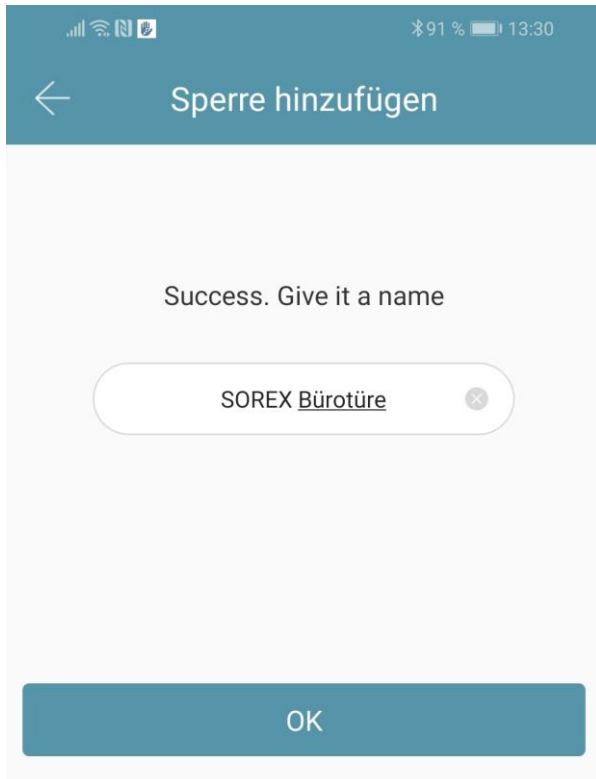 91 % 13:30
Sperre hinzufügen
Success. Give it a name
SOREX Bürotüre
OK